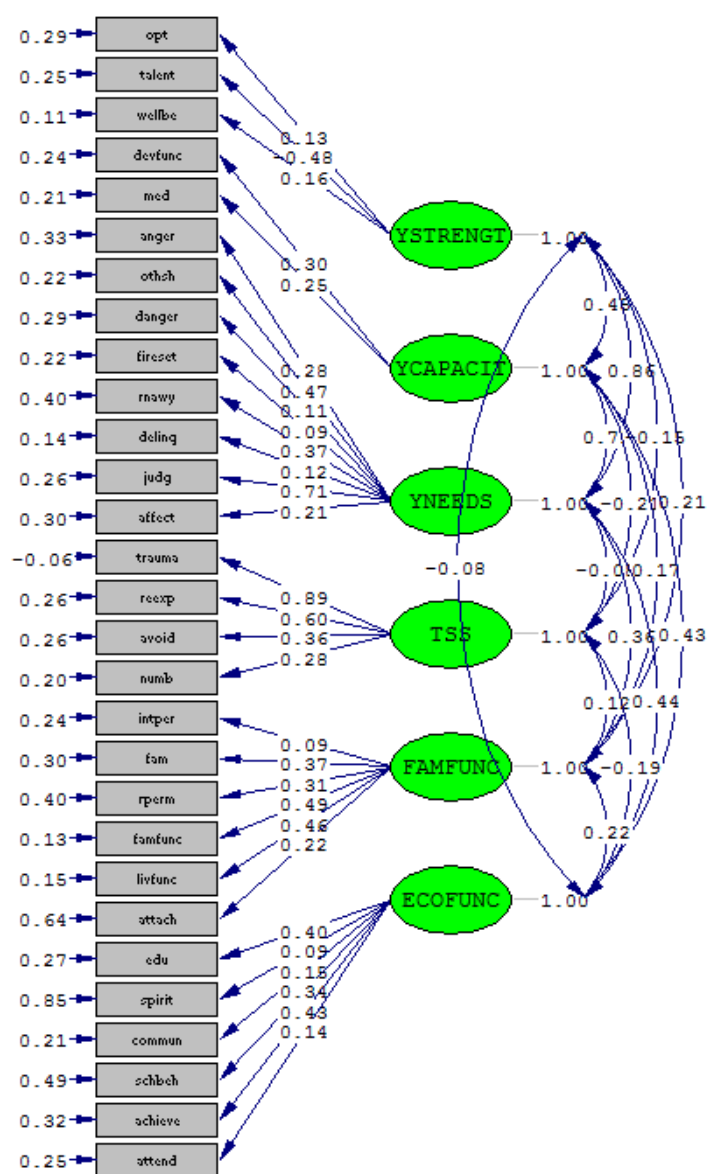 0.29 opt
0.25 talent
0.11 welfbe
0.24 devfunc
0.21 med
0.33 anger
0.22 othsh
0.29 danger
0.22 fireset
0.40 rnawy
0.14 delinq
0.26 judg
0.30 affect
-0.06 trauma
0.26 reexp
0.26 avoid
0.20 numb
0.24 intper
0.30 fam
0.40 rperm
0.13 famfunc
0.15 livfunc
0.64 attach
0.27 edu
0.85 spirit
0.21 commun
0.49 schbeh
0.32 achieve
0.25 attend
0.13
-0.48
0.16
0.30
0.25
0.28
0.47
0.11
0.09
0.37
0.12
0.71
0.21
0.89
0.60
0.36
0.28
0.09
0.37
0.31
0.49
0.46
0.22
0.40
0.09
0.34
0.43
0.14
YSTRENGT 1.00
YCAPACIT 1.00
YNEEDS 1.00
TSS 1.00
FAMFUNC 1.00
ECOFUNC 1.00
-0.08
0.86
-0.15
0.21
0.17
0.36
0.43
0.12
0.44
-0.19
0.22